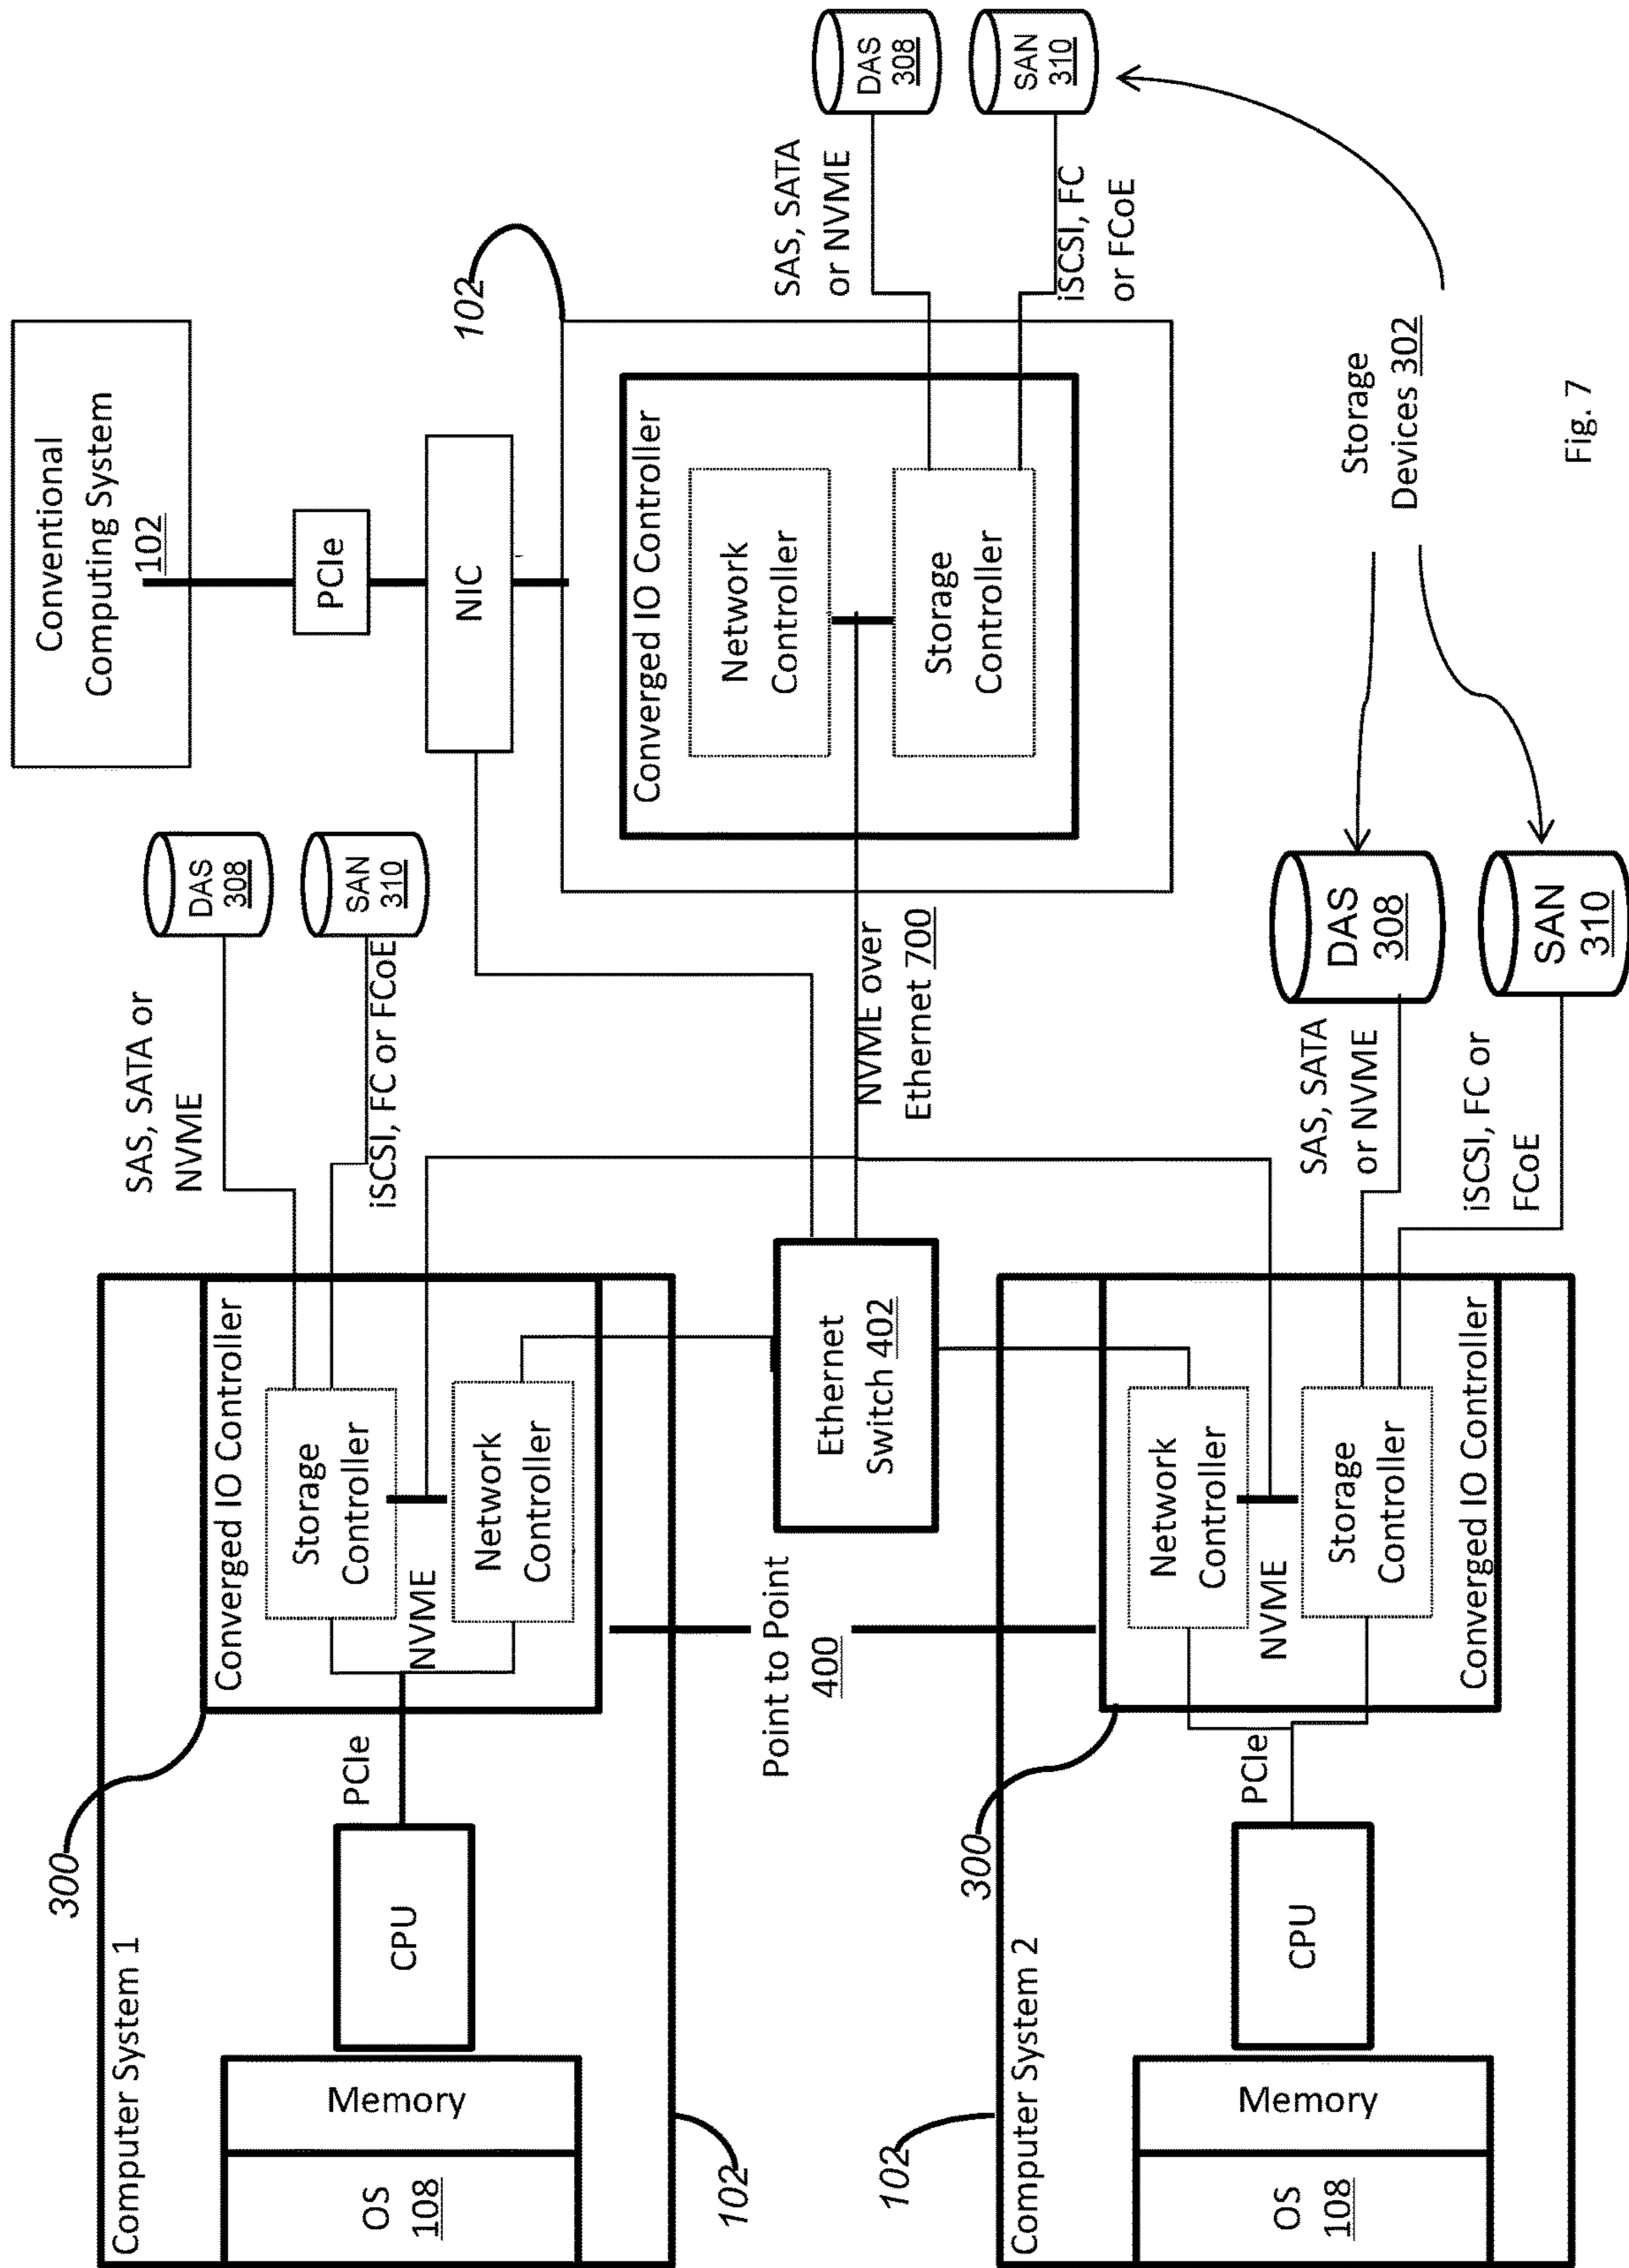 Computer System 1
OS
108
Memory
CPU
PCIe
300
102
Converged IO Controller
Storage
Controller
NVME
Network
Controller
SAS, SATA or
NVME
iSCSI, FC or FCoE
DAS
308
SAN
310
Conventional
Computing System
102
PCIe
NIC
102
Converged IO Controller
Network
Controller
Storage
Controller
SAS, SATA
or NVME
iSCSI, FC
or FCoE
DAS
308
SAN
310
Point to Point
400
Ethernet
Switch 402
NVME over
Ethernet 700
Computer System 2
OS
108
Memory
CPU
PCIe
300
102
Network
Controller
NVME
Storage
Controller
Converged IO Controller
SAS, SATA
or NVME
iSCSI, FC or
FCoE
DAS
308
SAN
310
Storage
Devices 302
Fig. 7